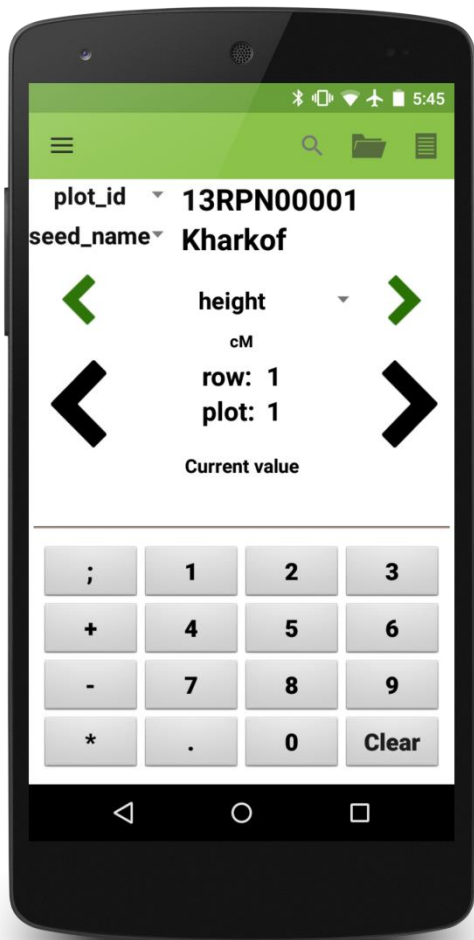 5:45
plot_id 13RPN00001
seed_name Kharkof
height
cM
row: 1
plot: 1
Current value
; 1 2 3
+ 4 5 6
- 7 8 9
* . 0 Clear